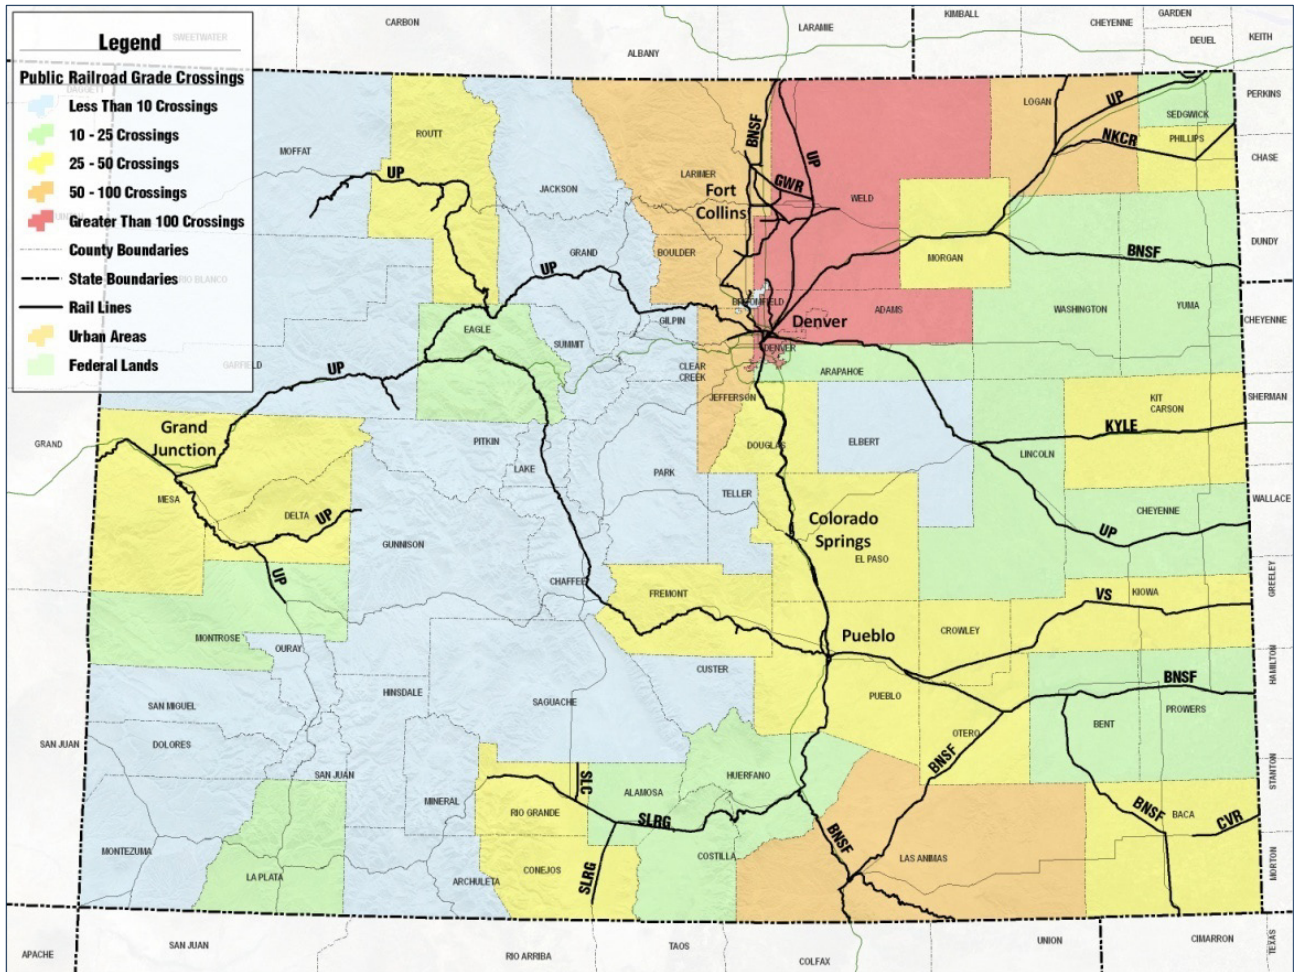 CARBON
LARAMIE
KIMBALL
CHEYENNE
GARDEN
DEUEL
KEITH
ALBANY
Legend
SWEETWATER
Public Railroad Grade Crossings
DAGGETT
Less Than 10 Crossings
10 - 25 Crossings
25 - 50 Crossings
50 - 100 Crossings
Greater Than 100 Crossings
County Boundaries
State Boundaries
RIO BLANCO
Rail Lines
Urban Areas
Federal Lands
GARFIELD
MOFFAT
ROUTT
UP
JACKSON
LARIMER
Fort
Collins
BNSF
UP
GWR
WELD
LOGAN
UP
NKCR
SEDGWICK
PHILLIPS
PERKINS
CHASE
DUNDY
GRAND
UP
BOULDER
MORGAN
BNSF
WASHINGTON
YUMA
CHEYENNE
BROOMFIELD
ADAMS
EAGLE
SUMMIT
GILPIN
Denver
DENVER
CLEAR
CREEK
ARAPAHOE
UP
JEFFERSON
SHERMAN
KIT
CARSON
KYLE
GRAND
Grand
Junction
PITKIN
LAKE
PARK
DOUGLAS
ELBERT
LINCOLN
TELLER
WALLACE
MESA
DELTA
UP
GUNNISON
Colorado
Springs
EL PASO
CHEYENNE
UP
UP
CHAFFEE
FREMONT
VS
KIOWA
GREELEY
MONTROSE
OURAY
Pueblo
CROWLEY
HAMILTON
CUSTER
HINSDALE
SAGUACHE
PUEBLO
BNSF
SAN MIGUEL
PROWERS
BENT
OTERO
SAN JUAN
DOLORES
SAN JUAN
HUERFANO
BNSF
STANTON
MINERAL
SLC
ALAMOSA
RIO GRANDE
SLRG
BNSF
BACA
CVR
MONTEZUMA
BNSF
COSTILLA
LAS ANIMAS
MORTON
LA PLATA
ARCHULETA
CONEJOS
SLRG
APACHE
SAN JUAN
RIO ARRIBA
TAOS
COLFAX
UNION
CIMARRON
TEXAS